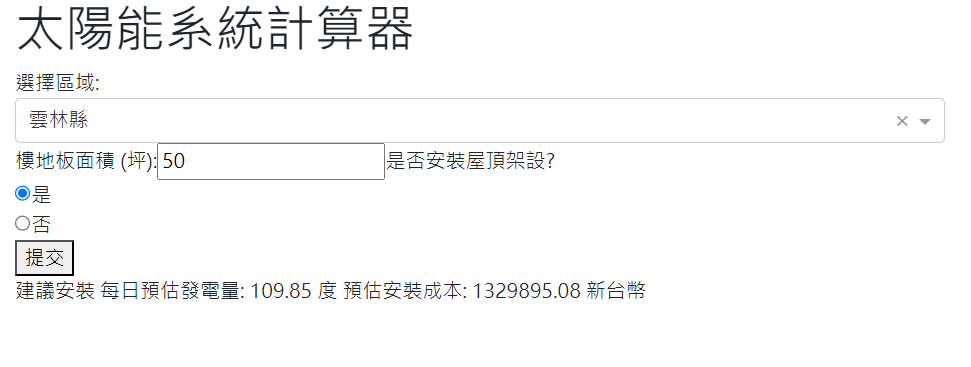 太陽能系統計算器
選擇區域:
雲林縣
樓地板面積 (坪): 50 是否安裝屋頂架設?
是
否
提交
建議安裝 每日預估發電量: 109.85 度 預估安裝成本: 1329895.08 新台幣